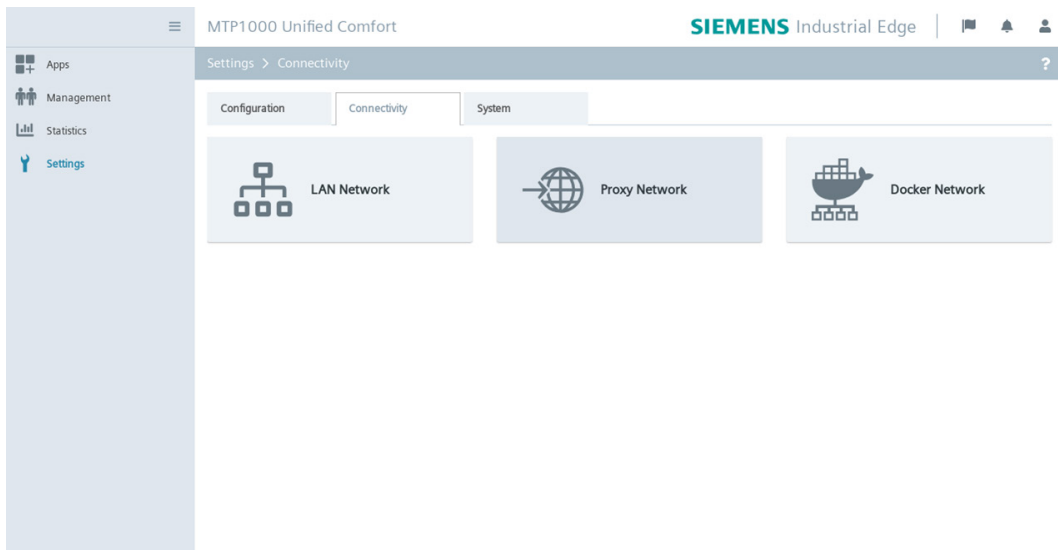 MTP1000 Unified Comfort
SIEMENS Industrial Edge
Apps
Management
Statistics
Settings
Settings > Connectivity
?
Configuration
Connectivity
System
LAN Network
Proxy Network
Docker Network